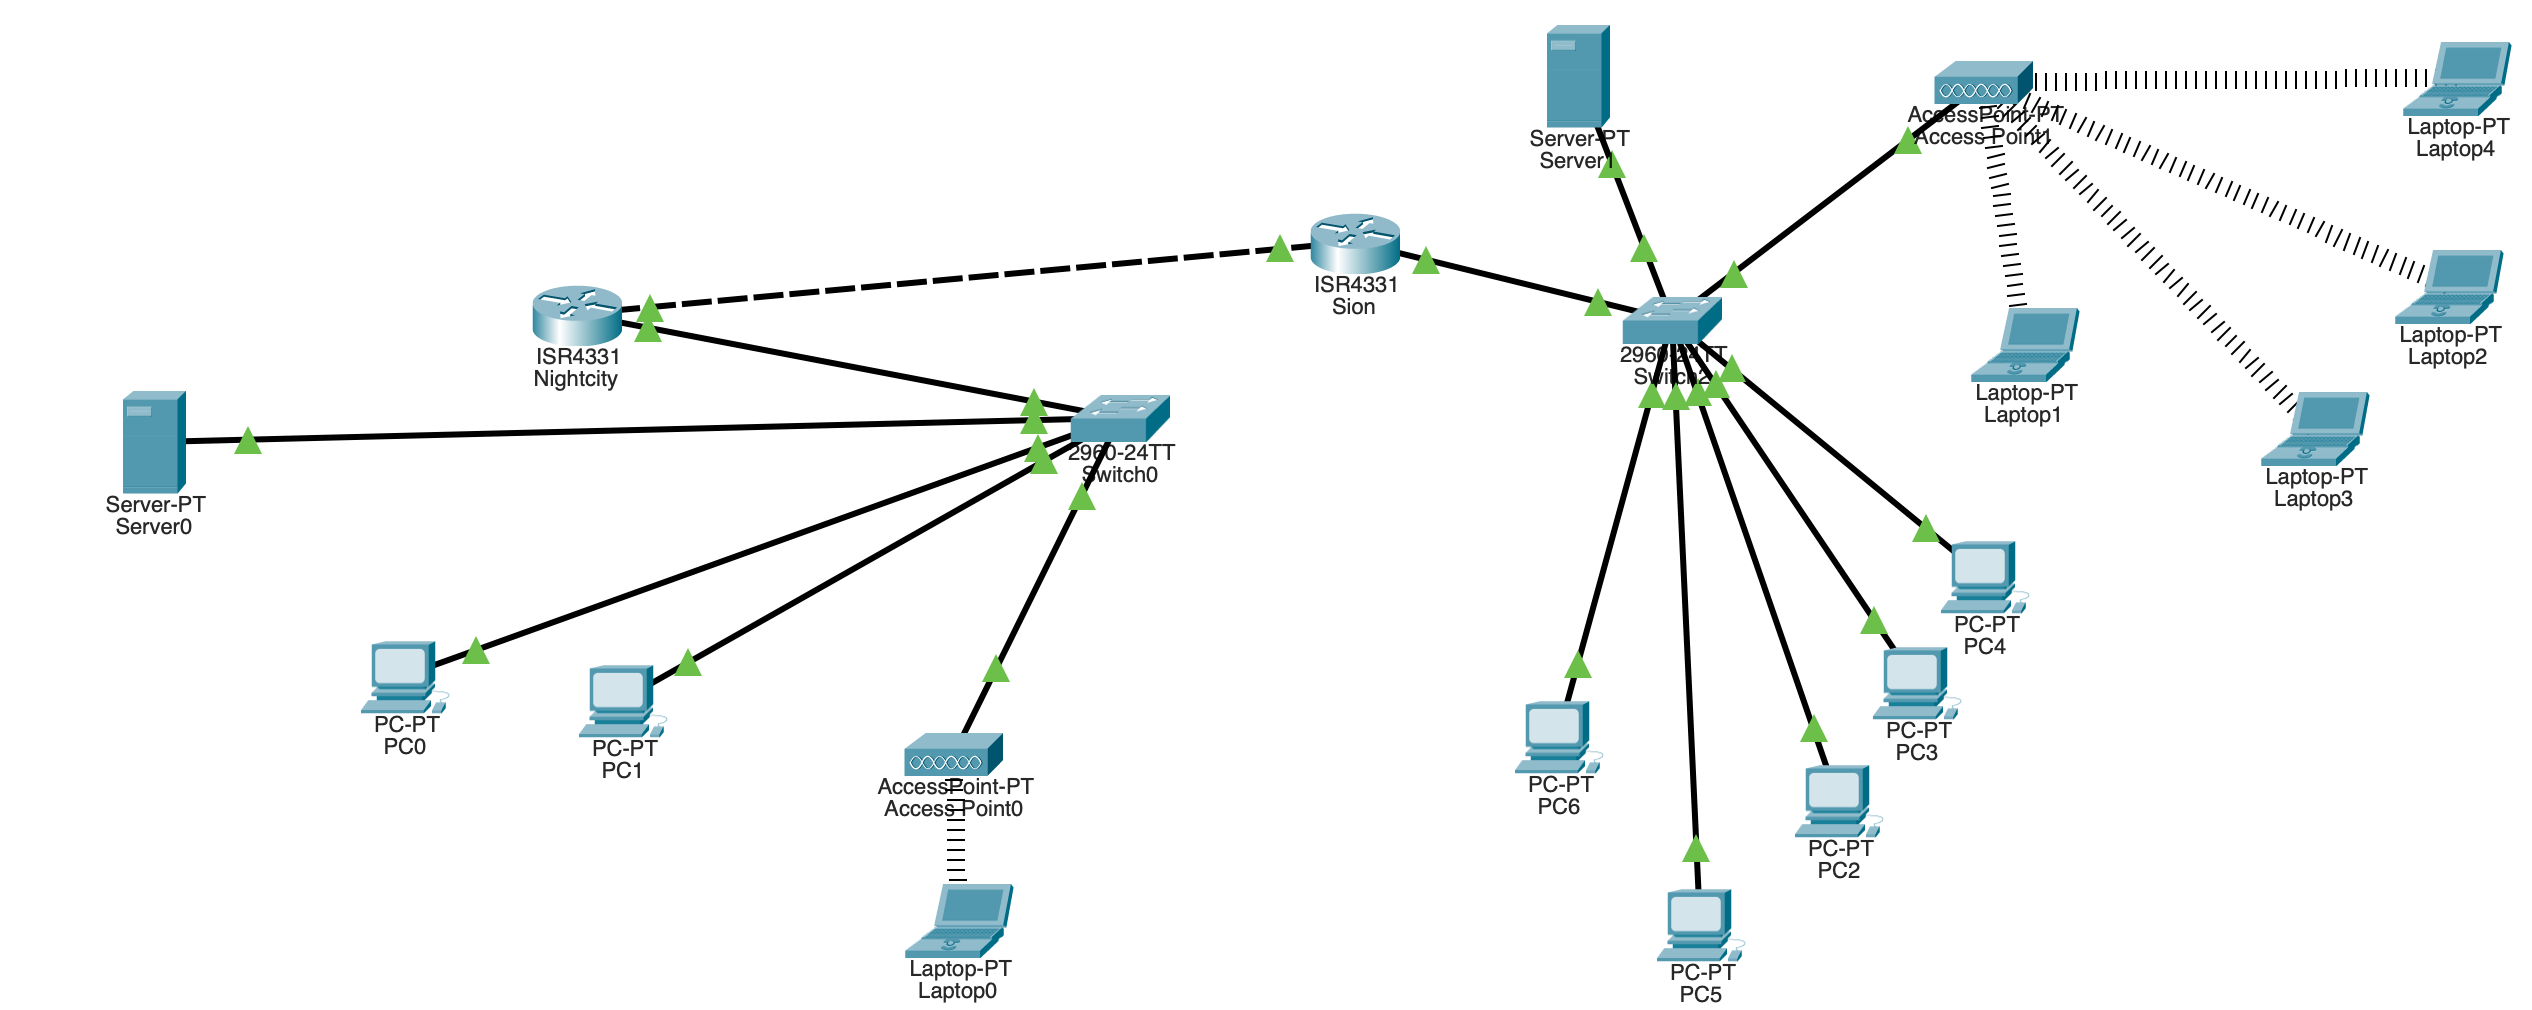 Server-PT
Server1
AccessPoint-PT
Access Point1
Laptop-PT
Laptop4
ISR4331
Sion
ISR4331
Nightcity
2960-24TT
Switch2
Laptop-PT
Laptop2
Laptop-PT
Laptop1
Laptop-PT
Laptop3
2960-24TT
Switch0
Server-PT
Server0
PC-PT
PC4
PC-PT
PC3
PC-PT
PC0
PC-PT
PC1
AccessPoint-PT
Access Point0
PC-PT
PC6
PC-PT
PC2
Laptop-PT
Laptop0
PC-PT
PC5